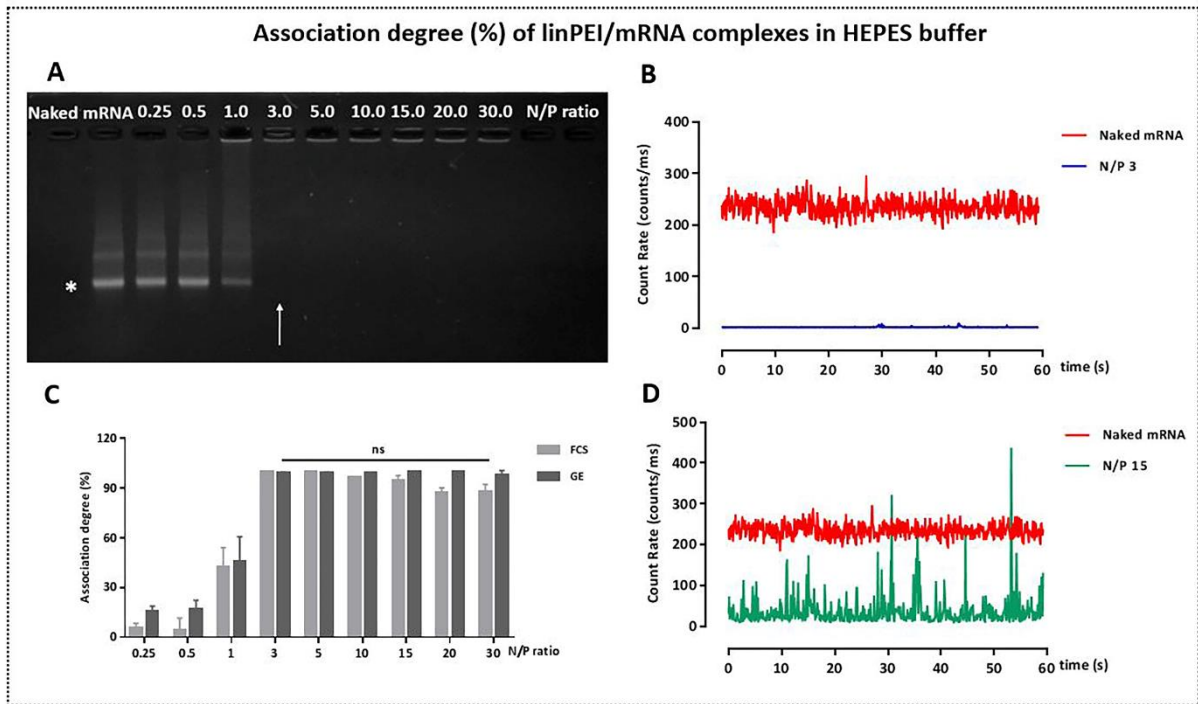 Association degree (%) of linPEI/mRNA complexes in HEPES buffer
A
Naked mRNA 0.25 0.5 1.0 3.0 5.0 10.0 15.0 20.0 30.0 N/P ratio
*
B
400
300
200
100
0
Count Rate (counts/ms)
0 10 20 30 40 50 60 time (s)
Naked mRNA
N/P 3
C
120
90
60
30
0
Association degree (%)
ns
FCS
GE
0.25 0.5 1 3 5 10 15 20 30 N/P ratio
D
500
400
300
200
100
0
Count Rate (counts/ms)
0 10 20 30 40 50 60 time (s)
Naked mRNA
N/P 15